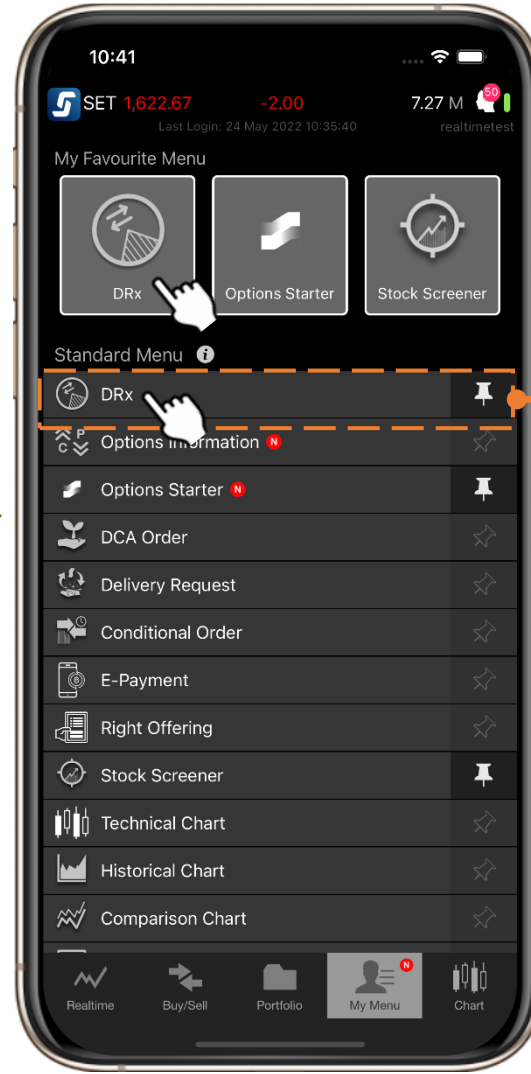 10:41
SET 1,622.67 -2.00 7.27 M 50
Last Login: 24 May 2022 10:35:40 realtimetest
My Favourite Menu
DRx Options Starter Stock Screener
Standard Menu i
DRx
C P Options Information N
Options Starter N
DCA Order
Delivery Request
Conditional Order
E-Payment
Right Offering
Stock Screener
Technical Chart
Historical Chart
Comparison Chart
N
Realtime Buy/Sell Portfolio My Menu Chart